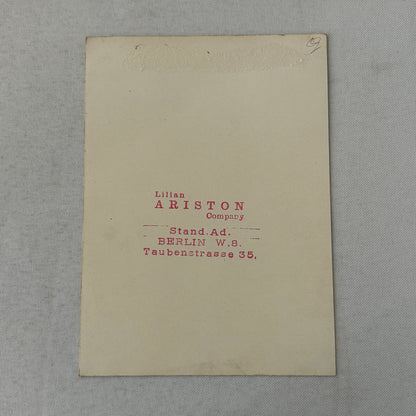 Lilian
ARISTON
Company
Stand. Ad.
BERLIN W.8.
Taubenstrasse 35.